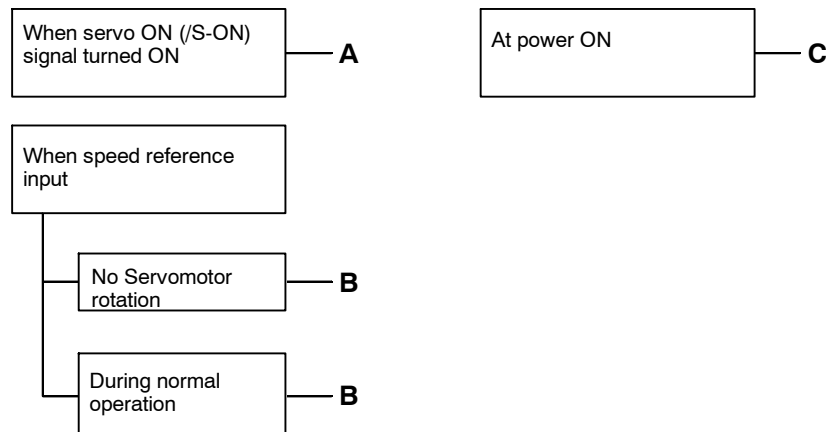 When servo ON (/S-ON)
signal turned ON
A
At power ON
C
When speed reference
input
No Servomotor
rotation
B
During normal
operation
B